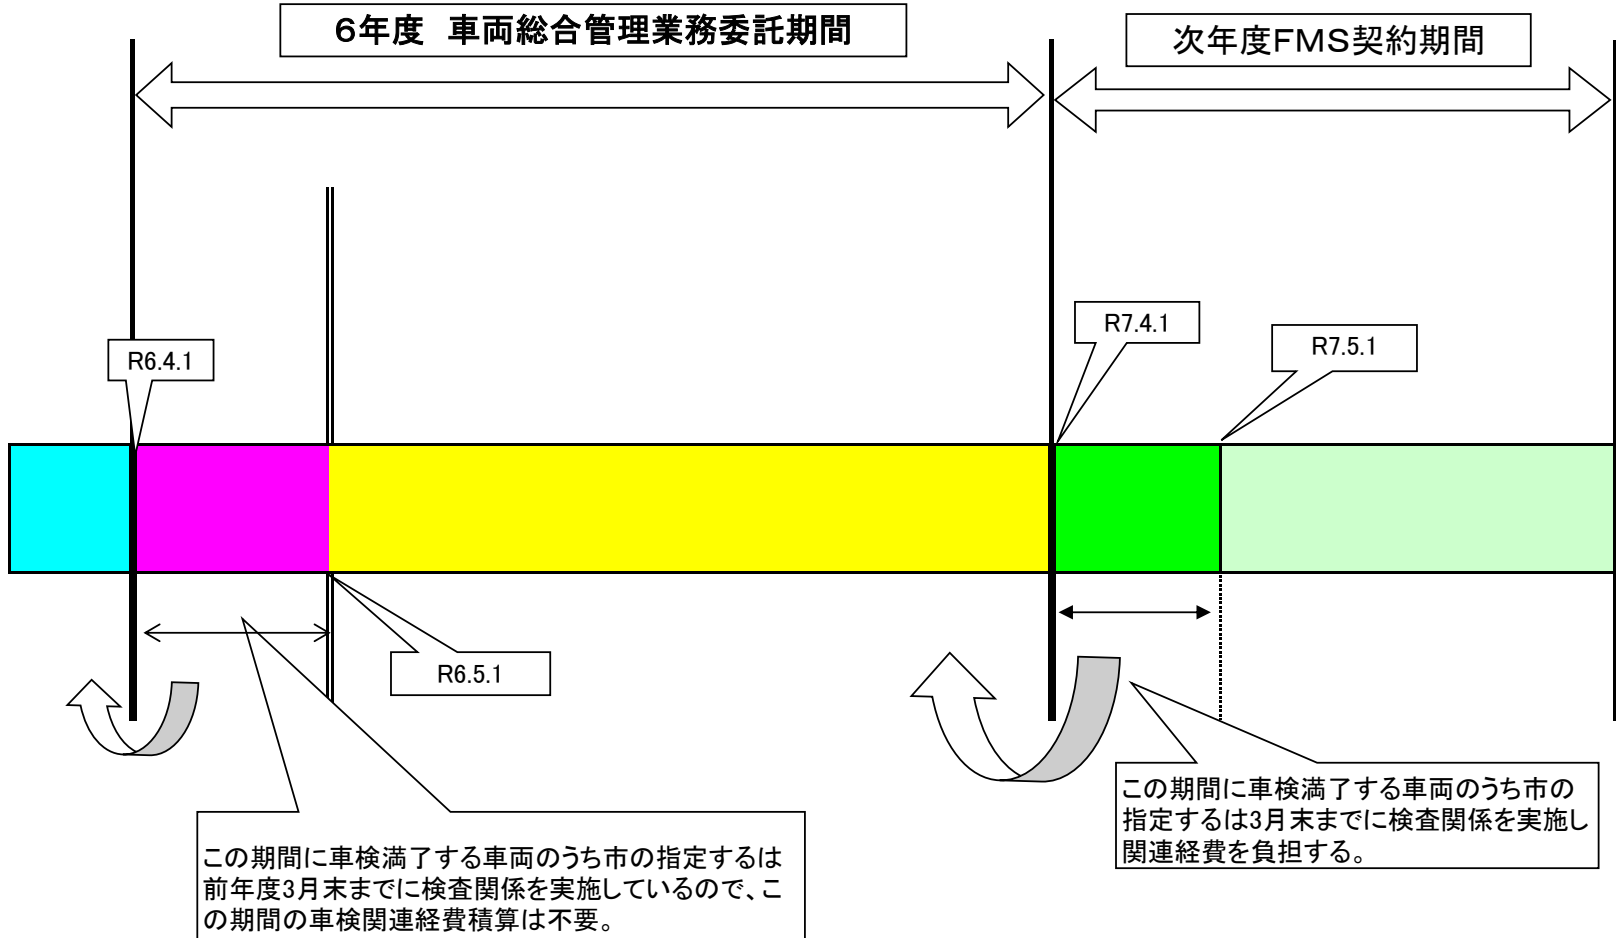 6年度 車両総合管理業務委託期間
次年度FMS契約期間
R6.4.1
R7.4.1
R7.5.1
R6.5.1
この期間に車検満了する車両のうち市の指定するは
前年度3月末までに検査関係を実施しているので、こ
の期間の車検関連経費積算は不要。
この期間に車検満了する車両のうち市の
指定するは3月末までに検査関係を実施し
関連経費を負担する。